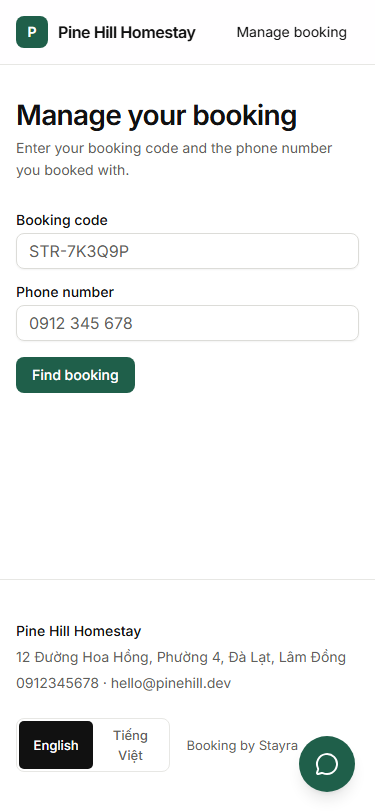 P
Pine Hill Homestay
Manage booking
Manage your booking
Enter your booking code and the phone number
you booked with.
Booking code
STR-7K3Q9P
Phone number
0912 345 678
Find booking
Pine Hill Homestay
12 Đường Hoa Hồng, Phường 4, Đà Lạt, Lâm Đồng
0912345678 · hello@pinehill.dev
English
Tiếng
Việt
Booking by Stayra